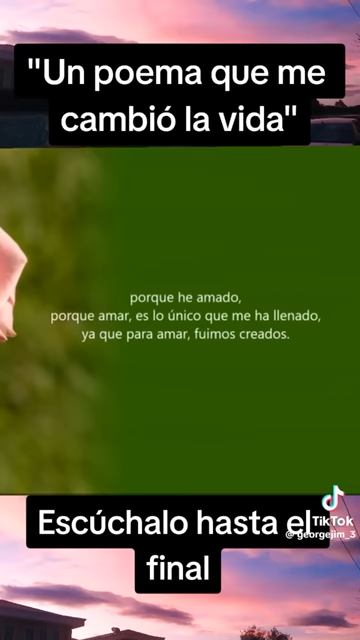 "Un poema que me
cambió la vida"
porque he amado,
porque amar, es lo único que me ha llenado,
ya que para amar, fuimos creados.
Escúchalo hasta el
final
TikTok
@georgejim_3